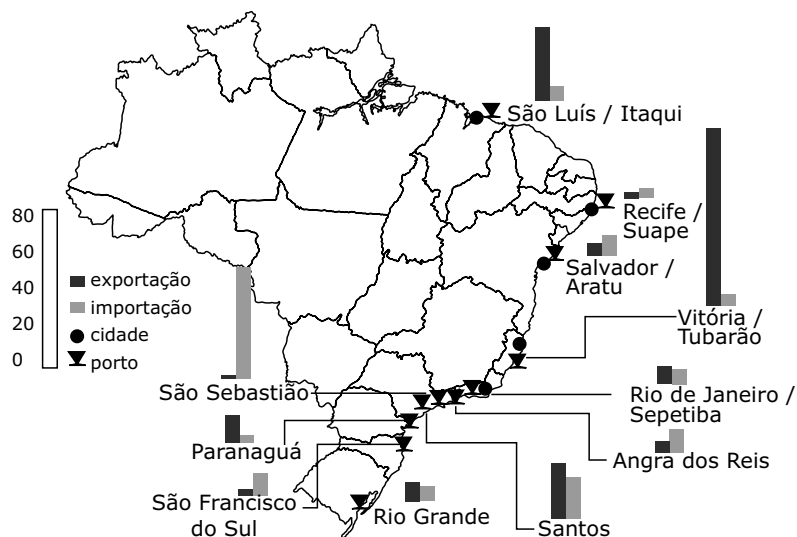 São Luís / Itaqui
Recife /
Suape
Salvador /
Aratu
Vitória /
Tubarão
80
60
40
20
0
exportação
importação
cidade
porto
São Sebastião
Rio de Janeiro /
Sepetiba
Paranaguá
Angra dos Reis
São Francisco
do Sul
Rio Grande
Santos